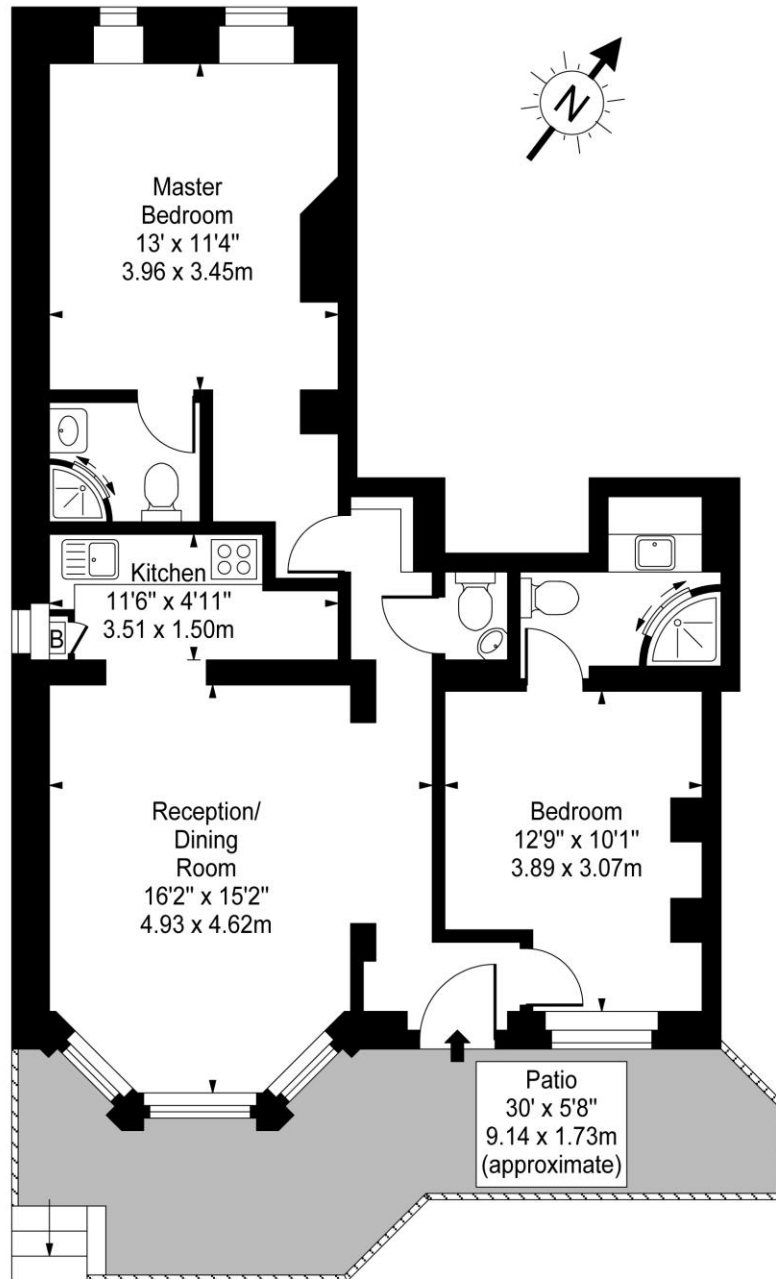 N
Master
Bedroom
13' x 11'4"
3.96 x 3.45m
Kitchen
11'6" x 4'11"
3.51 x 1.50m
B
Reception/
Dining
Room
16'2" x 15'2"
4.93 x 4.62m
Bedroom
12'9" x 10'1"
3.89 x 3.07m
Patio
30' x 5'8"
9.14 x 1.73m
(approximate)